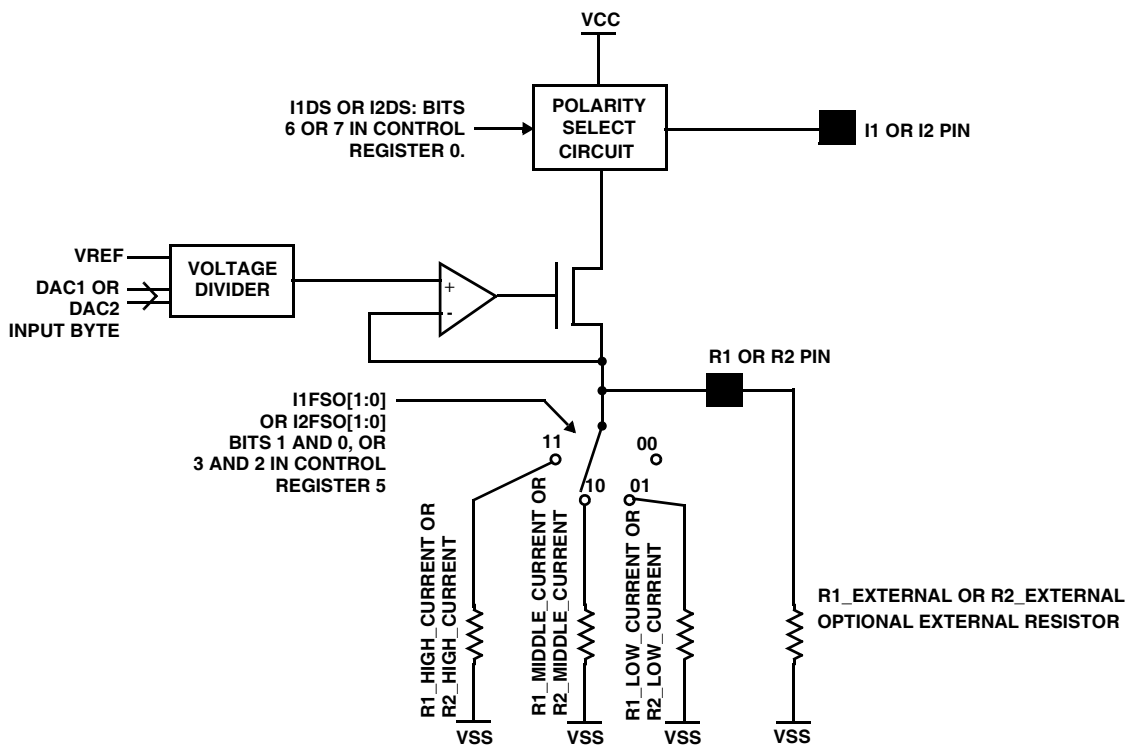 VCC
I1DS OR I2DS: BITS
6 OR 7 IN CONTROL
REGISTER 0.
POLARITY
SELECT
CIRCUIT
I1 OR I2 PIN
VREF
DAC1 OR
DAC2
INPUT BYTE
VOLTAGE
DIVIDER
+
-
R1 OR R2 PIN
I1FSO[1:0]
OR I2FSO[1:0]
BITS 1 AND 0, OR
3 AND 2 IN CONTROL
REGISTER 5
11
00
10
01
R1_HIGH_CURRENT OR
R2_HIGH_CURRENT
R1_MIDDLE_CURRENT OR
R2_MIDDLE_CURRENT
R1_LOW_CURRENT OR
R2_LOW_CURRENT
R1_EXTERNAL OR R2_EXTERNAL
OPTIONAL EXTERNAL RESISTOR
VSS
VSS
VSS
VSS